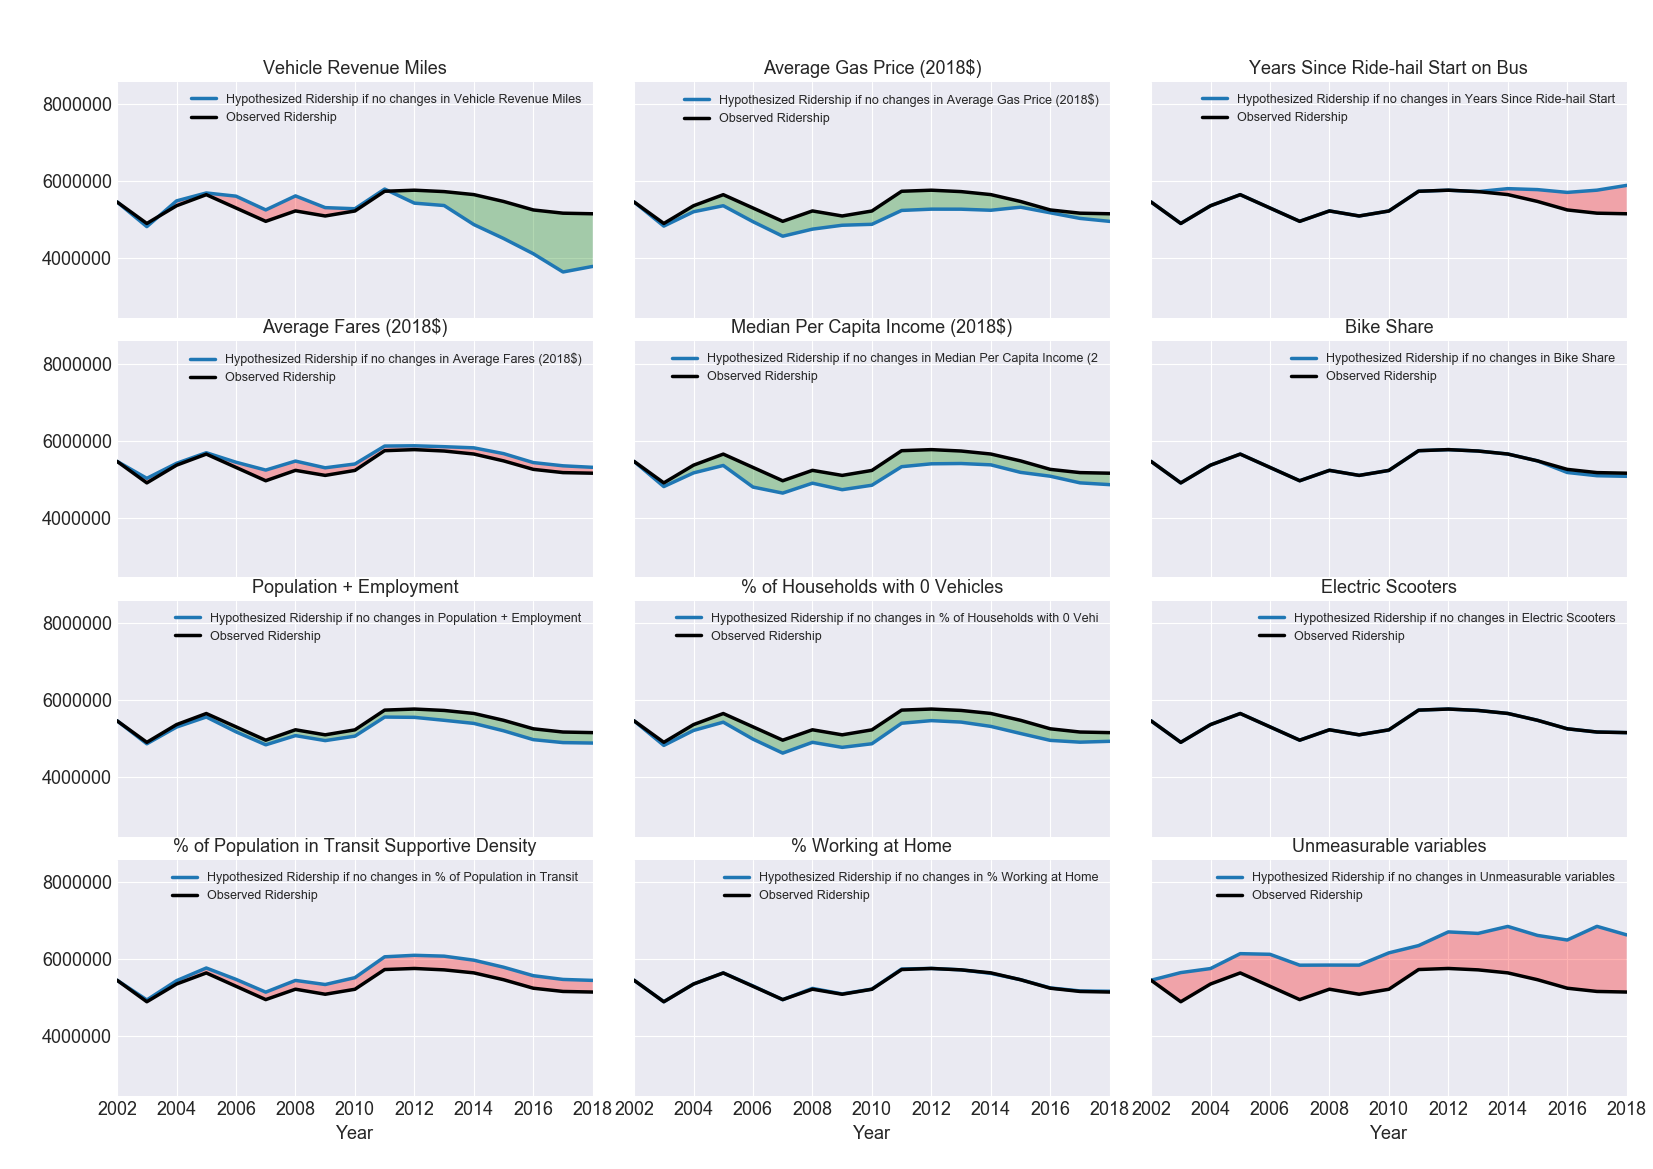 Vehicle Revenue Miles
8000000
6000000
4000000
Hypothesized Ridership if no changes in Vehicle Revenue Miles
Observed Ridership
Average Gas Price (2018$)
Hypothesized Ridership if no changes in Average Gas Price (2018$)
Observed Ridership
Years Since Ride-hail Start on Bus
Hypothesized Ridership if no changes in Years Since Ride-hail Start
Observed Ridership
Average Fares (2018$)
8000000
6000000
4000000
Hypothesized Ridership if no changes in Average Fares (2018$)
Observed Ridership
Median Per Capita Income (2018$)
Hypothesized Ridership if no changes in Median Per Capita Income (2
Observed Ridership
Bike Share
Hypothesized Ridership if no changes in Bike Share
Observed Ridership
Population + Employment
8000000
6000000
4000000
Hypothesized Ridership if no changes in Population + Employment
Observed Ridership
% of Households with 0 Vehicles
Hypothesized Ridership if no changes in % of Households with 0 Vehi
Observed Ridership
Electric Scooters
Hypothesized Ridership if no changes in Electric Scooters
Observed Ridership
% of Population in Transit Supportive Density
8000000
6000000
4000000
Hypothesized Ridership if no changes in % of Population in Transit
Observed Ridership
2002 2004 2006 2008 2010 2012 2014 2016 2018
Year
% Working at Home
Hypothesized Ridership if no changes in % Working at Home
Observed Ridership
2002 2004 2006 2008 2010 2012 2014 2016 2018
Year
Unmeasurable variables
Hypothesized Ridership if no changes in Unmeasurable variables
Observed Ridership
2002 2004 2006 2008 2010 2012 2014 2016 2018
Year